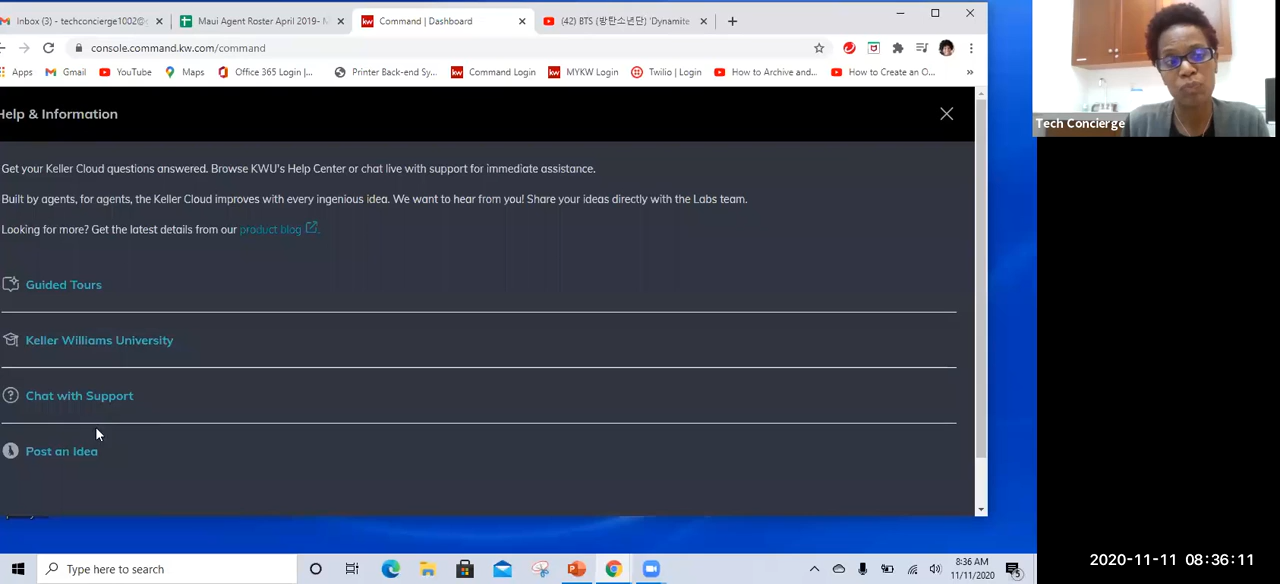 Inbox (3) - techconcierge1002@
Maui Agent Roster April 2019-
Command | Dashboard
(42) BTS (방탄소년단) 'Dynamite
console.command.kw.com/command
Apps
Gmail
YouTube
Maps
Office 365 Login |...
Printer Back-end Sy...
Command Login
MYKW Login
Twilio | Login
How to Archive and...
How to Create an O...
Help & Information
Get your Keller Cloud questions answered. Browse KWU's Help Center or chat live with support for immediate assistance.
Built by agents, for agents, the Keller Cloud improves with every ingenious idea. We want to hear from you! Share your ideas directly with the Labs team.
Looking for more? Get the latest details from our product blog.
Guided Tours
Keller Williams University
Chat with Support
Post an Idea
Type here to search
8:36 AM
11/11/2020
5
Tech Concierge
2020-11-11 08:36:11